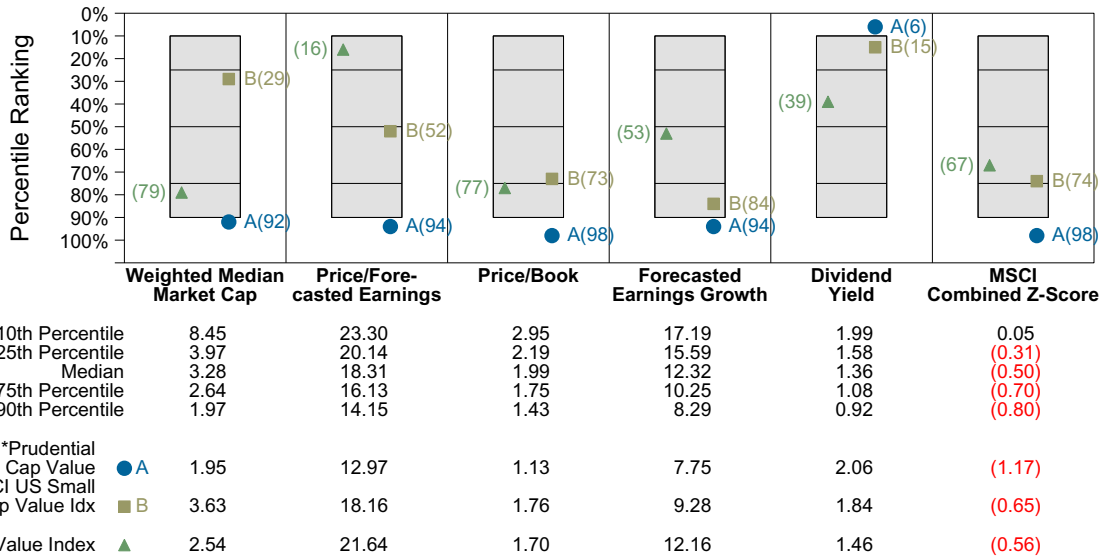 0%
10%
20%
30%
40%
50%
60%
70%
80%
90%
100%
Percentile Ranking
(79) B(29) A(92)
(16) B(52) A(94)
(77) B(73) A(98)
(53) B(84) A(94)
(39) A(6) B(15)
(67) B(74) A(98)
Weighted Median Market Cap
Price/Fore-casted Earnings
Price/Book
Forecasted Earnings Growth
Dividend Yield
MSCI Combined Z-Score
10th Percentile 8.45 23.30 2.95 17.19 1.99 0.05
25th Percentile 3.97 20.14 2.19 15.59 1.58 (0.31)
Median 3.28 18.31 1.99 12.32 1.36 (0.50)
75th Percentile 2.64 16.13 1.75 10.25 1.08 (0.70)
90th Percentile 1.97 14.15 1.43 8.29 0.92 (0.80)
*Prudential
Cap Value A 1.95 12.97 1.13 7.75 2.06 (1.17)
CI US Small
p Value Idx B 3.63 18.16 1.76 9.28 1.84 (0.65)
Value Index 2.54 21.64 1.70 12.16 1.46 (0.56)